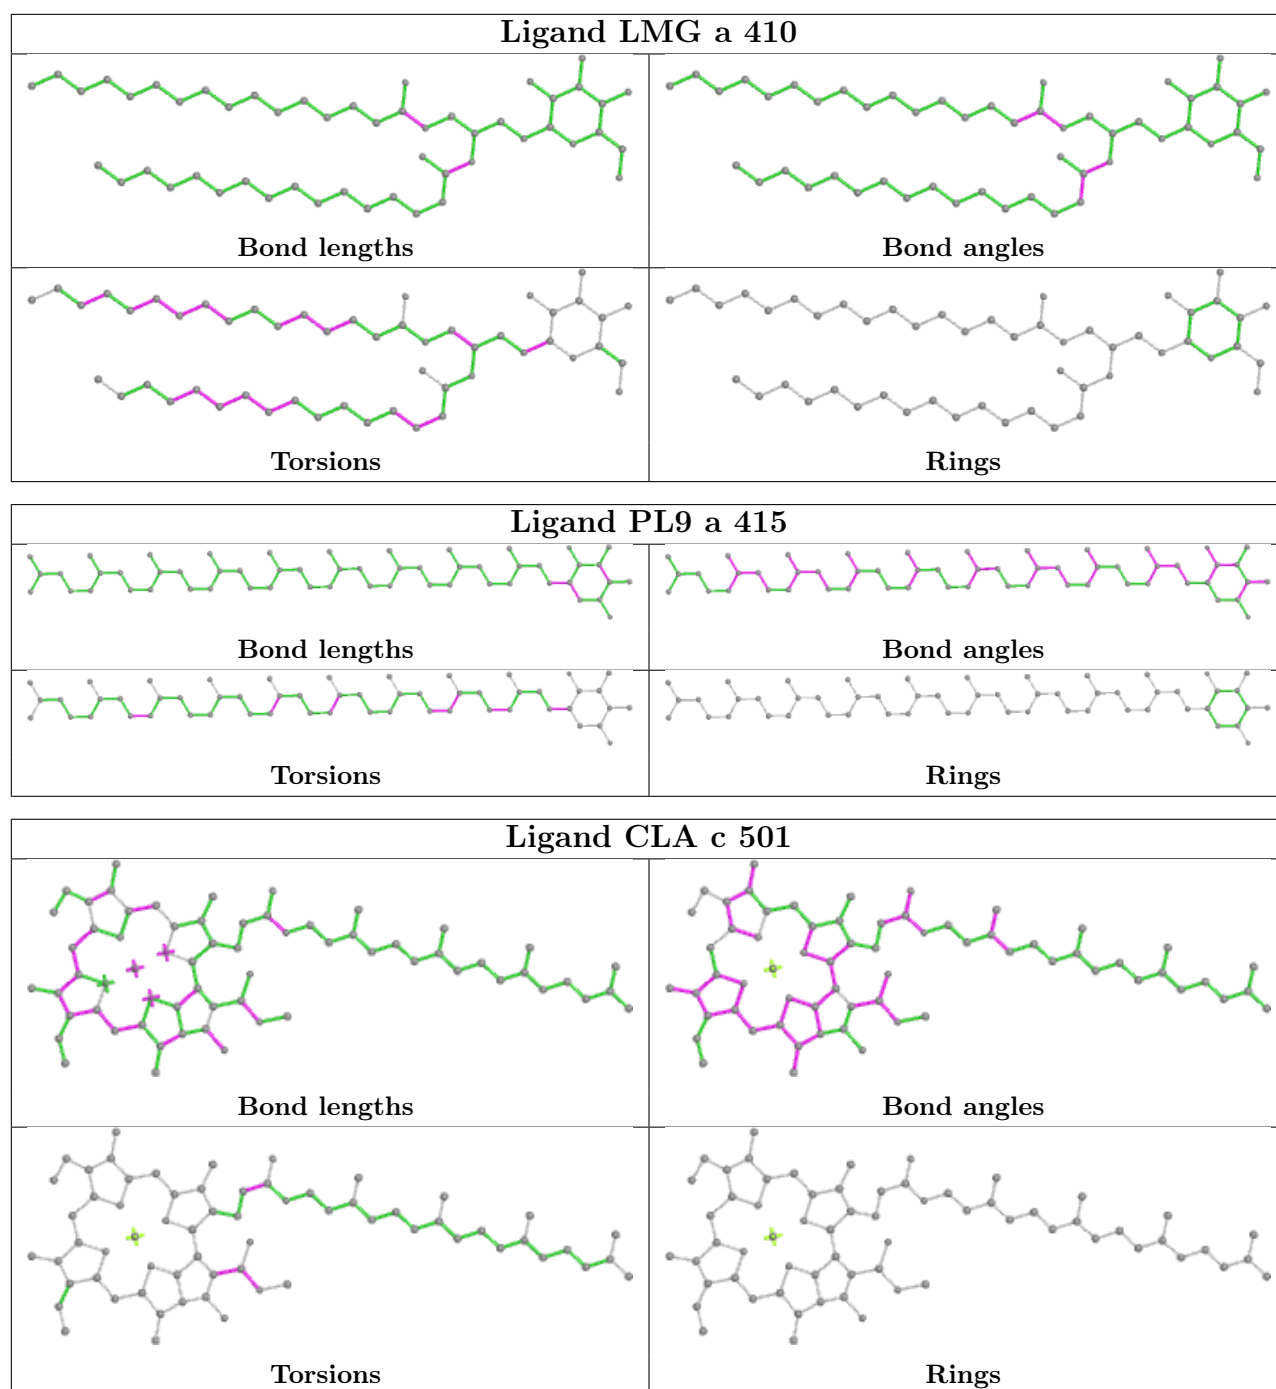 Ligand LMG a 410
Bond lengths
Bond angles
Torsions
Rings
Ligand PL9 a 415
Bond lengths
Bond angles
Torsions
Rings
Ligand CLA c 501
Bond lengths
Bond angles
Torsions
Rings